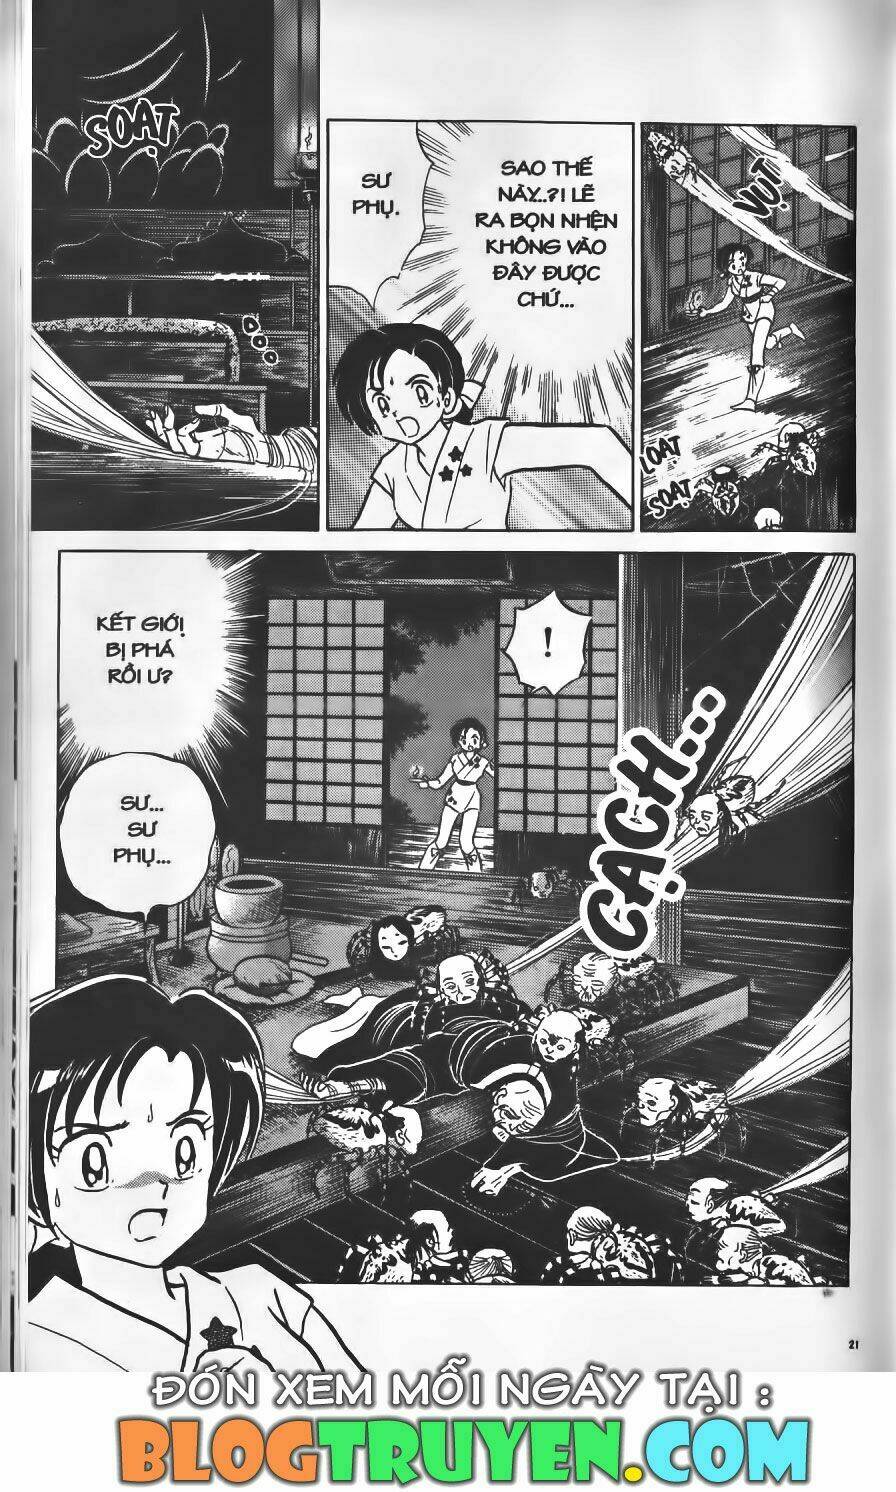 SOẠT
SƯ
PHỤ.
SAO THẾ
NÀY..?! LẼ
RA BỌN NHỆN
KHÔNG VÀO
ĐÂY ĐƯỢC
CHỨ...
VỤT
LOẠT
SOẠT
KẾT GIỚI
BỊ PHÁ
RỒI Ư?
!
CẠCH...
SƯ...
SƯ
PHỤ...
21
ĐÓN XEM MỖI NGÀY TẠI :
BLOGTRUYEN.COM